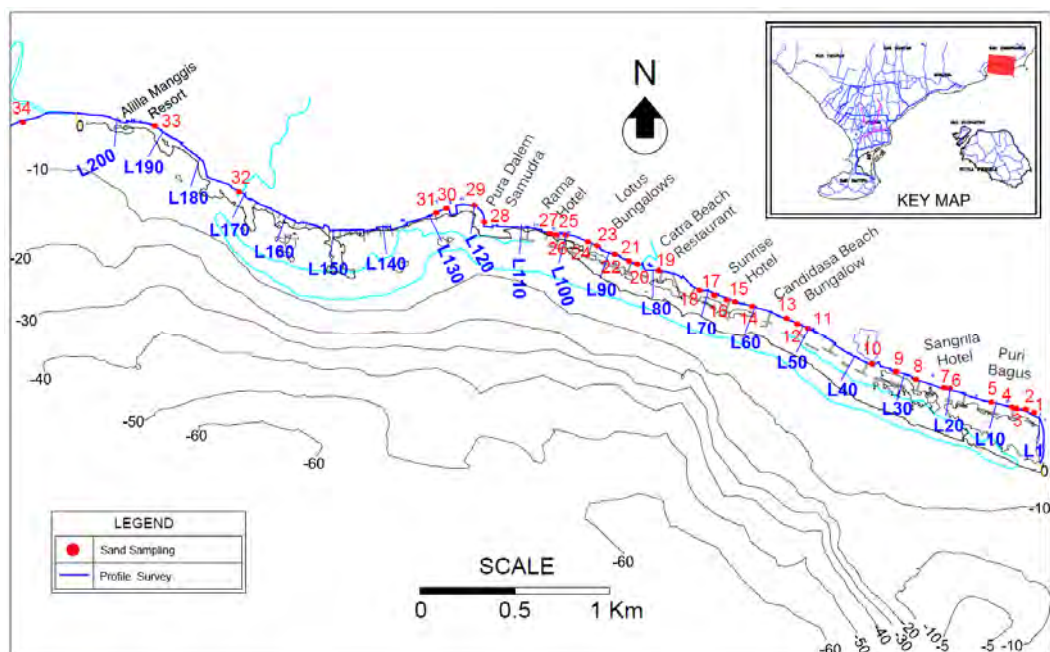 KEY MAP
N
Alilla Manggis
Resort
34
33
0
L200
L190
-10
L180
32
L170
L160
L150
L140
31
30
29
28
Pura Dalem
Samudra
L130
L120
L110
27
25
Rama
Hotel
26
24
L100
23
Lotus
Bungalows
22
21
20
L90
19
Catra Beach
Restaurant
L80
18
17
16
15
14
L70
Sunrise
Hotel
L60
13
12
11
Candidasa Beach
Bungalow
L50
10
L40
9
8
L30
Sangrila
Hotel
7
6
L20
5
4
3
2
1
Puri
Bagus
L10
L1
0
-10
-20
-30
-40
-50
-60
-60
-60
-60
-50
-40
-30
-20
-10
-5
-5
-10
LEGEND
Sand Sampling
Profile Survey
SCALE
0
0.5
1 Km